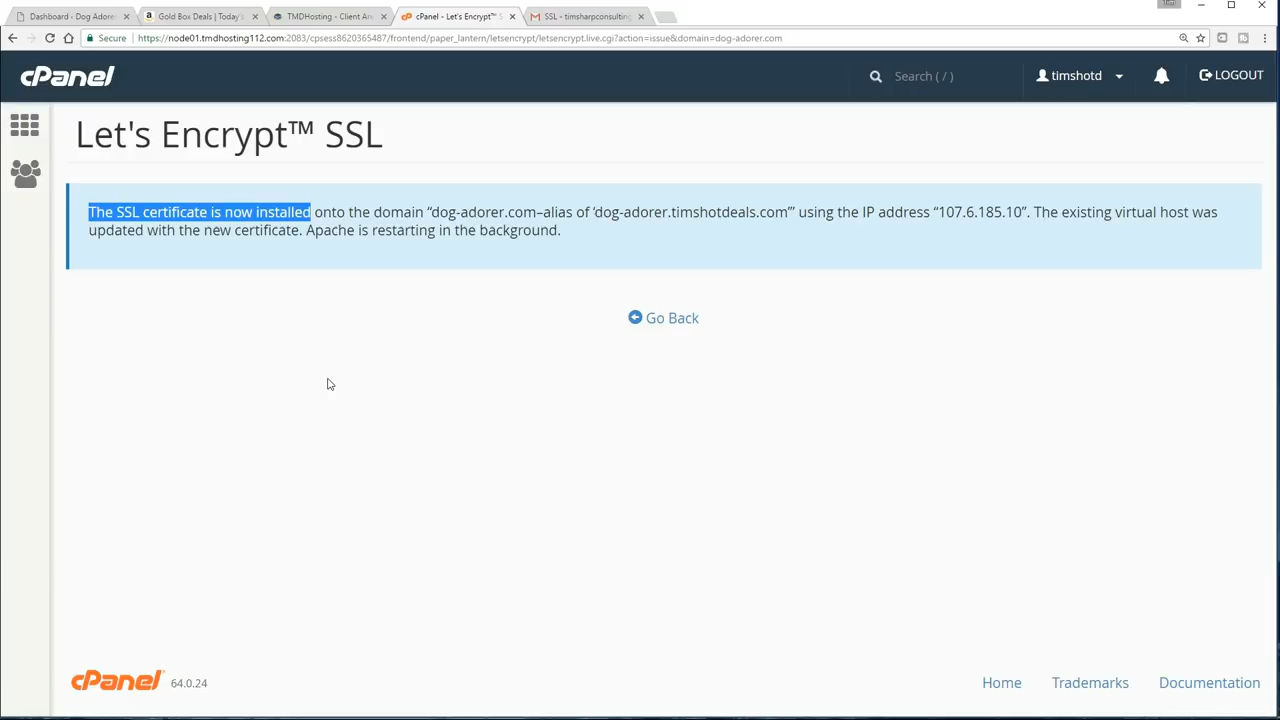 Tim
Dashboard - Dog Adorer
Gold Box Deals | Today's
TMDHosting - Client Are
cPanel - Let's Encrypt™ S
SSL - timsharpconsulting
Secure
https://node01.tmdhosting112.com:2083/cpsess8620365487/frontend/paper_lantern/letsencrypt/letsencrypt.live.cgi?action=issue&domain=dog-adorer.com
cPanel
Search ( / )
timshotd
LOGOUT
Let's Encrypt™ SSL
The SSL certificate is now installed onto the domain “dog-adorer.com–alias of ‘dog-adorer.timshotdeals.com’” using the IP address “107.6.185.10”. The existing virtual host was
updated with the new certificate. Apache is restarting in the background.
Go Back
cPanel 64.0.24
Home
Trademarks
Documentation